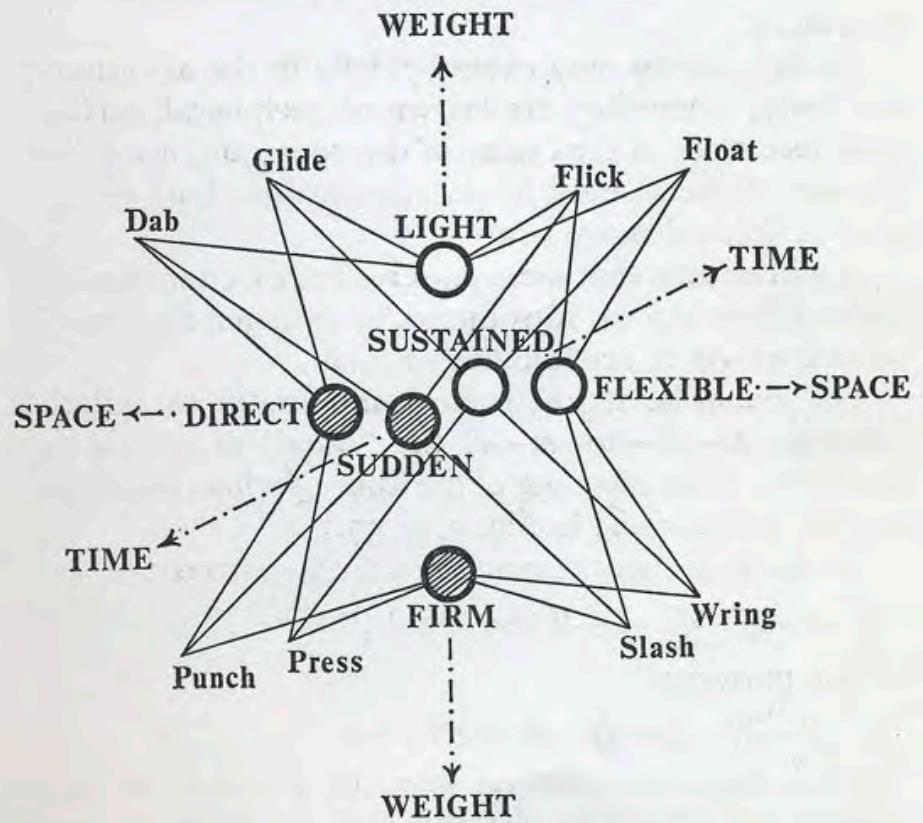 WEIGHT
Glide
Flick
Float
Dab
LIGHT
TIME
SUSTAINED
SPACE
DIRECT
FLEXIBLE
SPACE
SUDDEN
TIME
FIRM
Wring
Slash
Press
Punch
WEIGHT